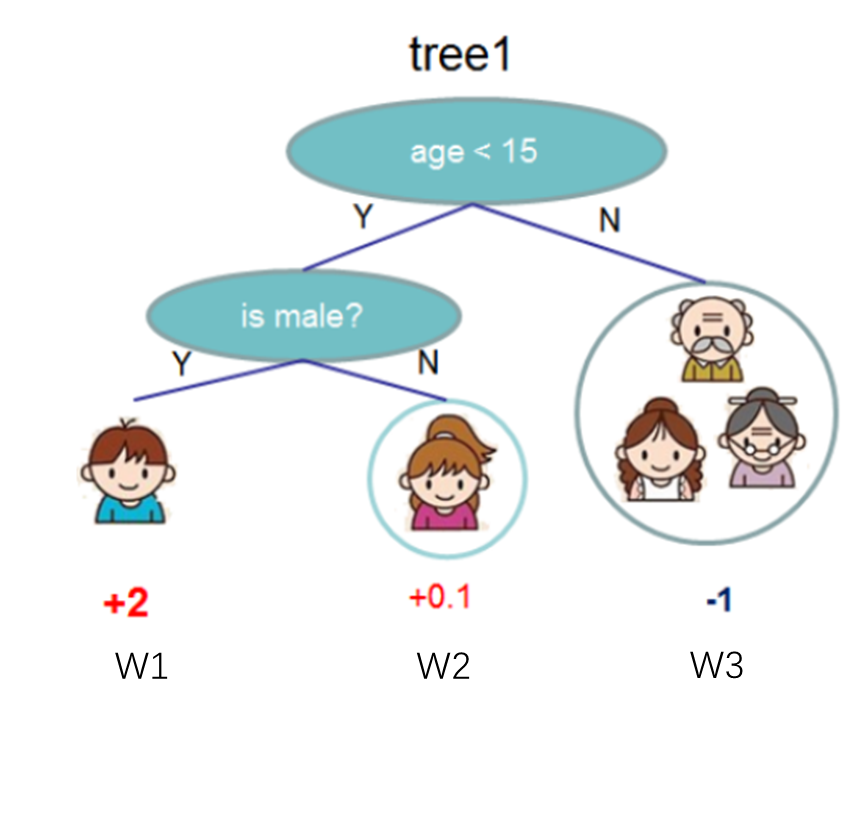 tree1
age < 15
Y
N
is male?
Y
N
+2
+0.1
-1
W1
W2
W3